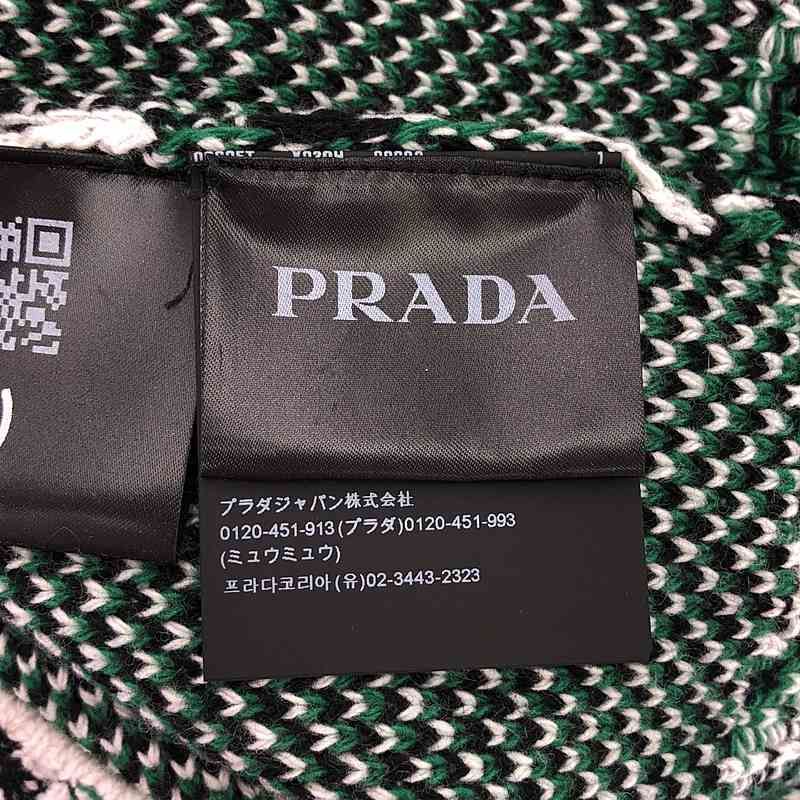 1
PRADA
プラダジャパン株式会社
0120-451-913(プラダ)0120-451-993
(ミュウミュウ)
프라다코리아(유)02-3443-2323